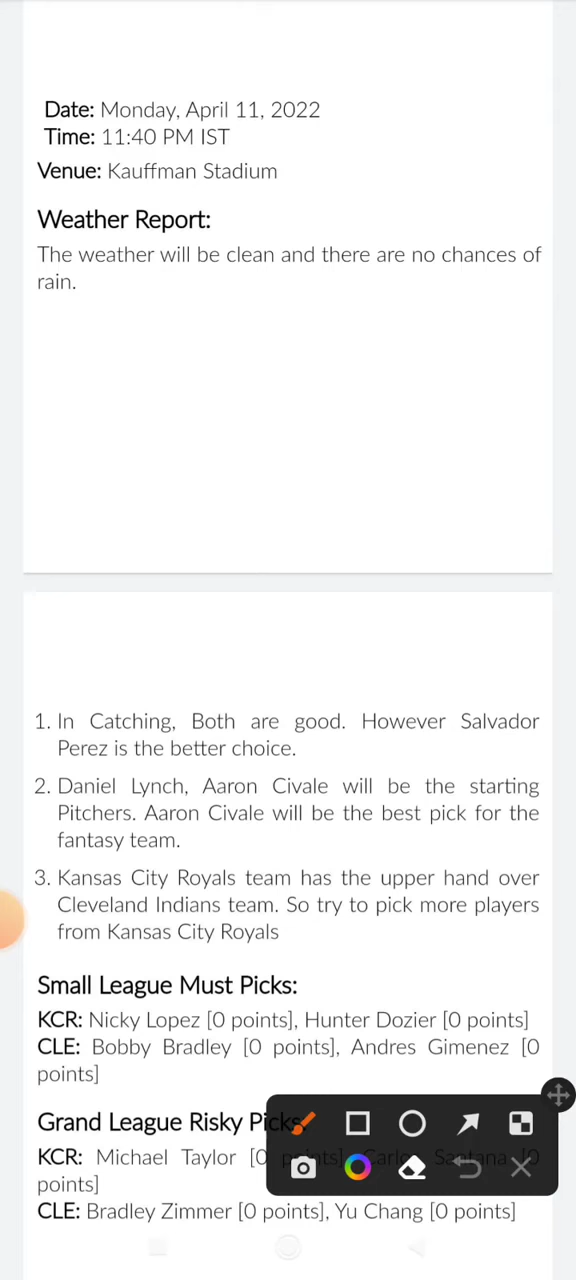 Date: Monday, April 11, 2022
Time: 11:40 PM IST
Venue: Kauffman Stadium
Weather Report:
The weather will be clean and there are no chances of
rain.
1. In Catching, Both are good. However Salvador
Perez is the better choice.
2. Daniel Lynch, Aaron Civale will be the starting
Pitchers. Aaron Civale will be the best pick for the
fantasy team.
3. Kansas City Royals team has the upper hand over
Cleveland Indians team. So try to pick more players
from Kansas City Royals
Small League Must Picks:
KCR: Nicky Lopez [0 points], Hunter Dozier [0 points]
CLE: Bobby Bradley [0 points], Andres Gimenez [0
points]
Grand League Risky Picks:
KCR: Michael Taylor [0 points], Carlos Santana [0
points]
CLE: Bradley Zimmer [0 points], Yu Chang [0 points]